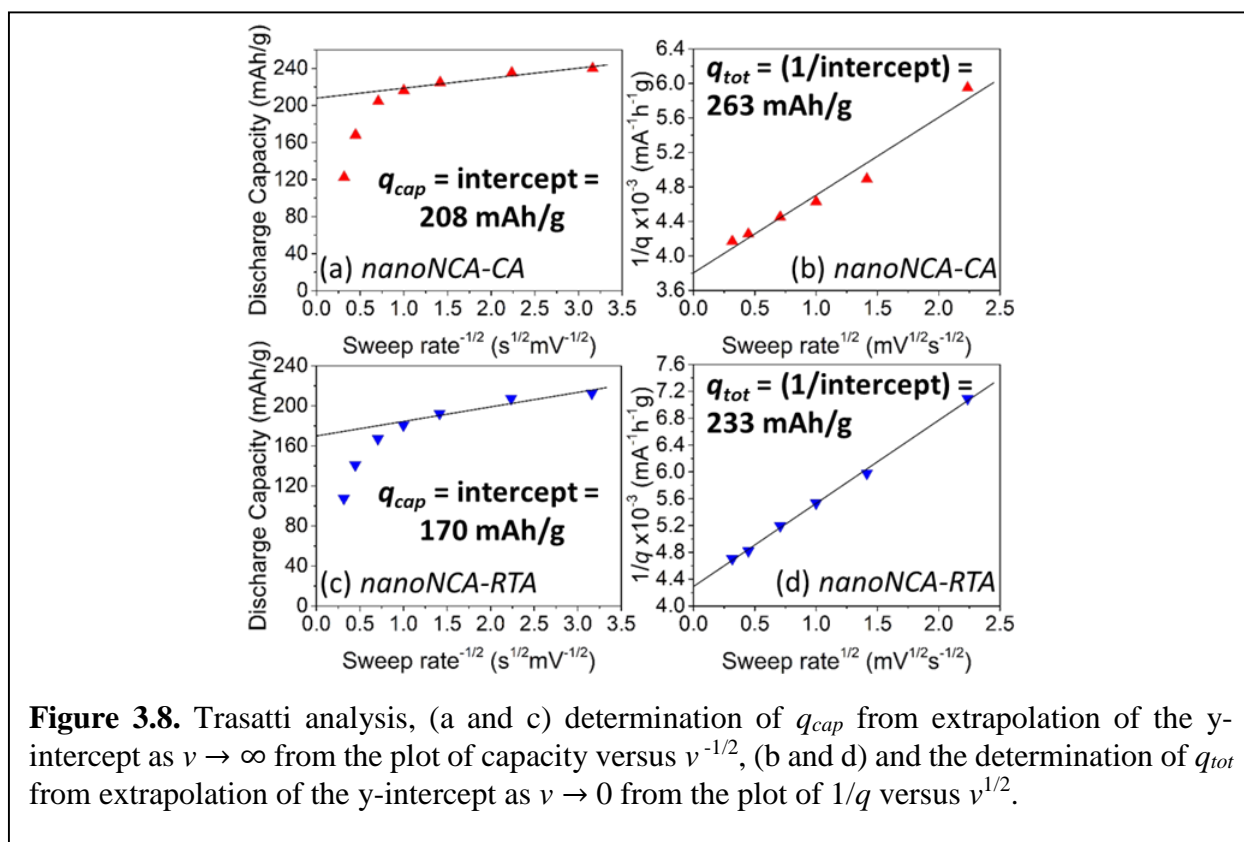 Discharge Capacity (mAh/g)
240
200
160
120
80
40
0
q_cap = intercept =
208 mAh/g
(a) nanoNCA-CA
0.0 0.5 1.0 1.5 2.0 2.5 3.0 3.5
Sweep rate^-1/2 (s^1/2mV^-1/2)
1/q x10^-3 (mA^-1h^-1g)
6.4
6.0
5.6
5.2
4.8
4.4
4.0
3.6
q_tot = (1/intercept) =
263 mAh/g
(b) nanoNCA-CA
0.0 0.5 1.0 1.5 2.0 2.5
Sweep rate^1/2 (mV^1/2s^-1/2)
Discharge Capacity (mAh/g)
240
200
160
120
80
40
0
q_cap = intercept =
170 mAh/g
(c) nanoNCA-RTA
0.0 0.5 1.0 1.5 2.0 2.5 3.0 3.5
Sweep rate^-1/2 (s^1/2mV^-1/2)
1/q x10^-3 (mA^-1h^-1g)
7.6
7.2
6.8
6.4
6.0
5.6
5.2
4.8
4.4
4.0
q_tot = (1/intercept) =
233 mAh/g
(d) nanoNCA-RTA
0.0 0.5 1.0 1.5 2.0 2.5
Sweep rate^1/2 (mV^1/2s^-1/2)
Figure 3.8. Trasatti analysis, (a and c) determination of q_cap from extrapolation of the y-
intercept as v → ∞ from the plot of capacity versus v^-1/2, (b and d) and the determination of q_tot
from extrapolation of the y-intercept as v → 0 from the plot of 1/q versus v^1/2.